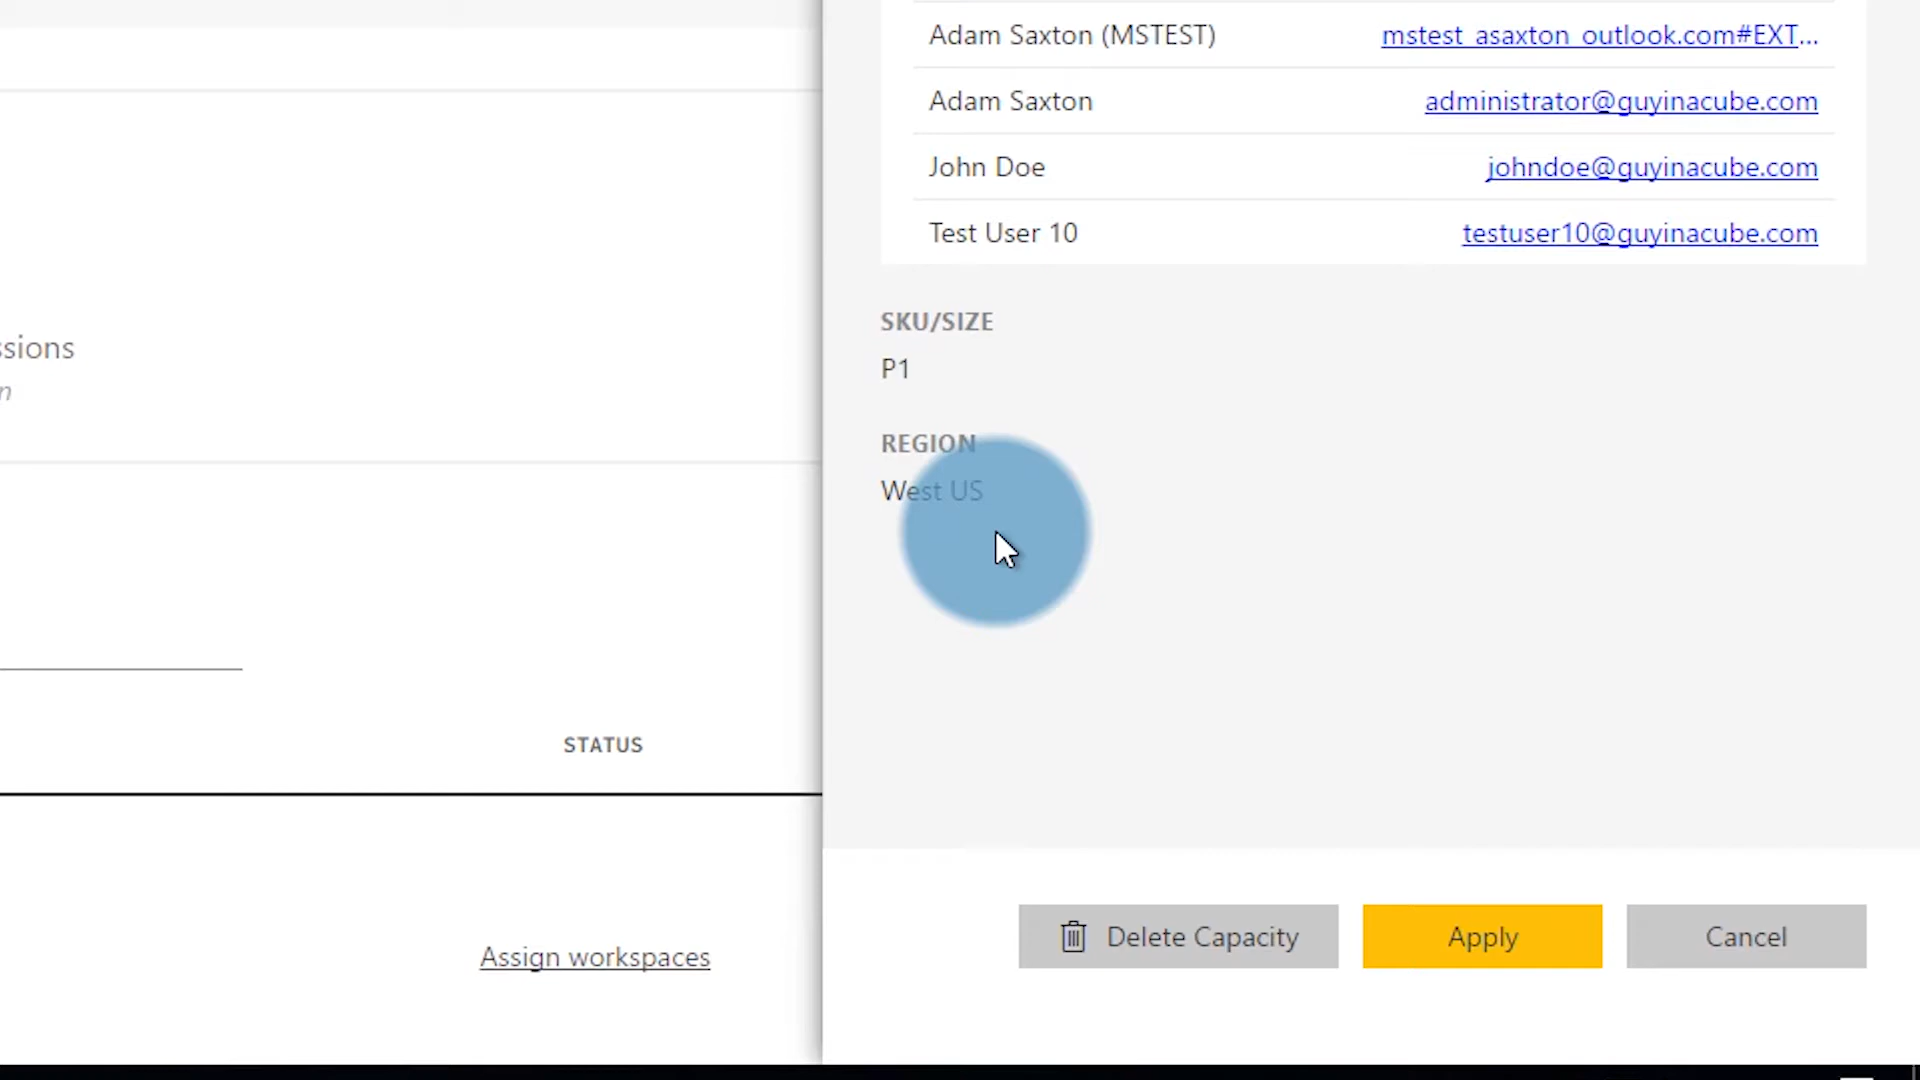 Adam Saxton (MSTEST) mstest_asaxton_outlook.com#EXT...
Adam Saxton administrator@guyinacube.com
John Doe johndoe@guyinacube.com
Test User 10 testuser10@guyinacube.com
SKU/SIZE
P1
REGION
West US
ssions
n
STATUS
Assign workspaces
Delete Capacity
Apply
Cancel